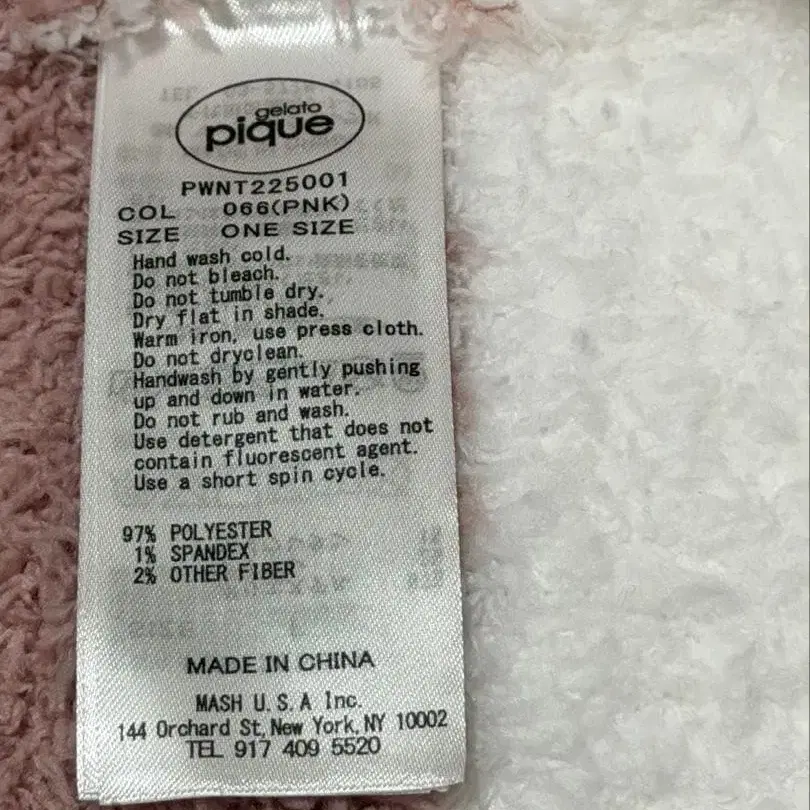 gelato
pique
PWNT225001
COL 066(PNK)
SIZE ONE SIZE
Hand wash cold.
Do not bleach.
Do not tumble dry.
Dry flat in shade.
Warm iron, use press cloth.
Do not dryclean.
Handwash by gently pushing
up and down in water.
Do not rub and wash.
Use detergent that does not
contain fluorescent agent.
Use a short spin cycle.
97% POLYESTER
1% SPANDEX
2% OTHER FIBER
MADE IN CHINA
MASH U.S.A Inc.
144 Orchard St, New York, NY 10002
TEL 917 409 5520